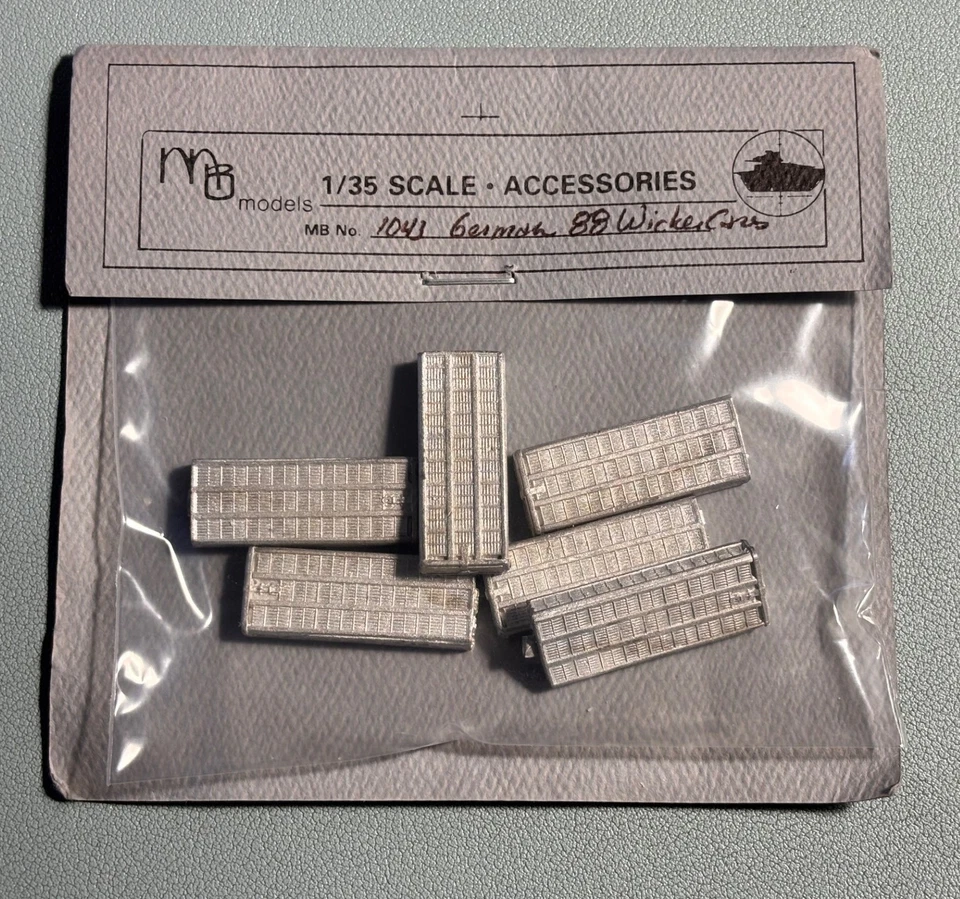 MB
models
1/35 SCALE · ACCESSORIES
MB No. 1043 German 88 Wicker Cases